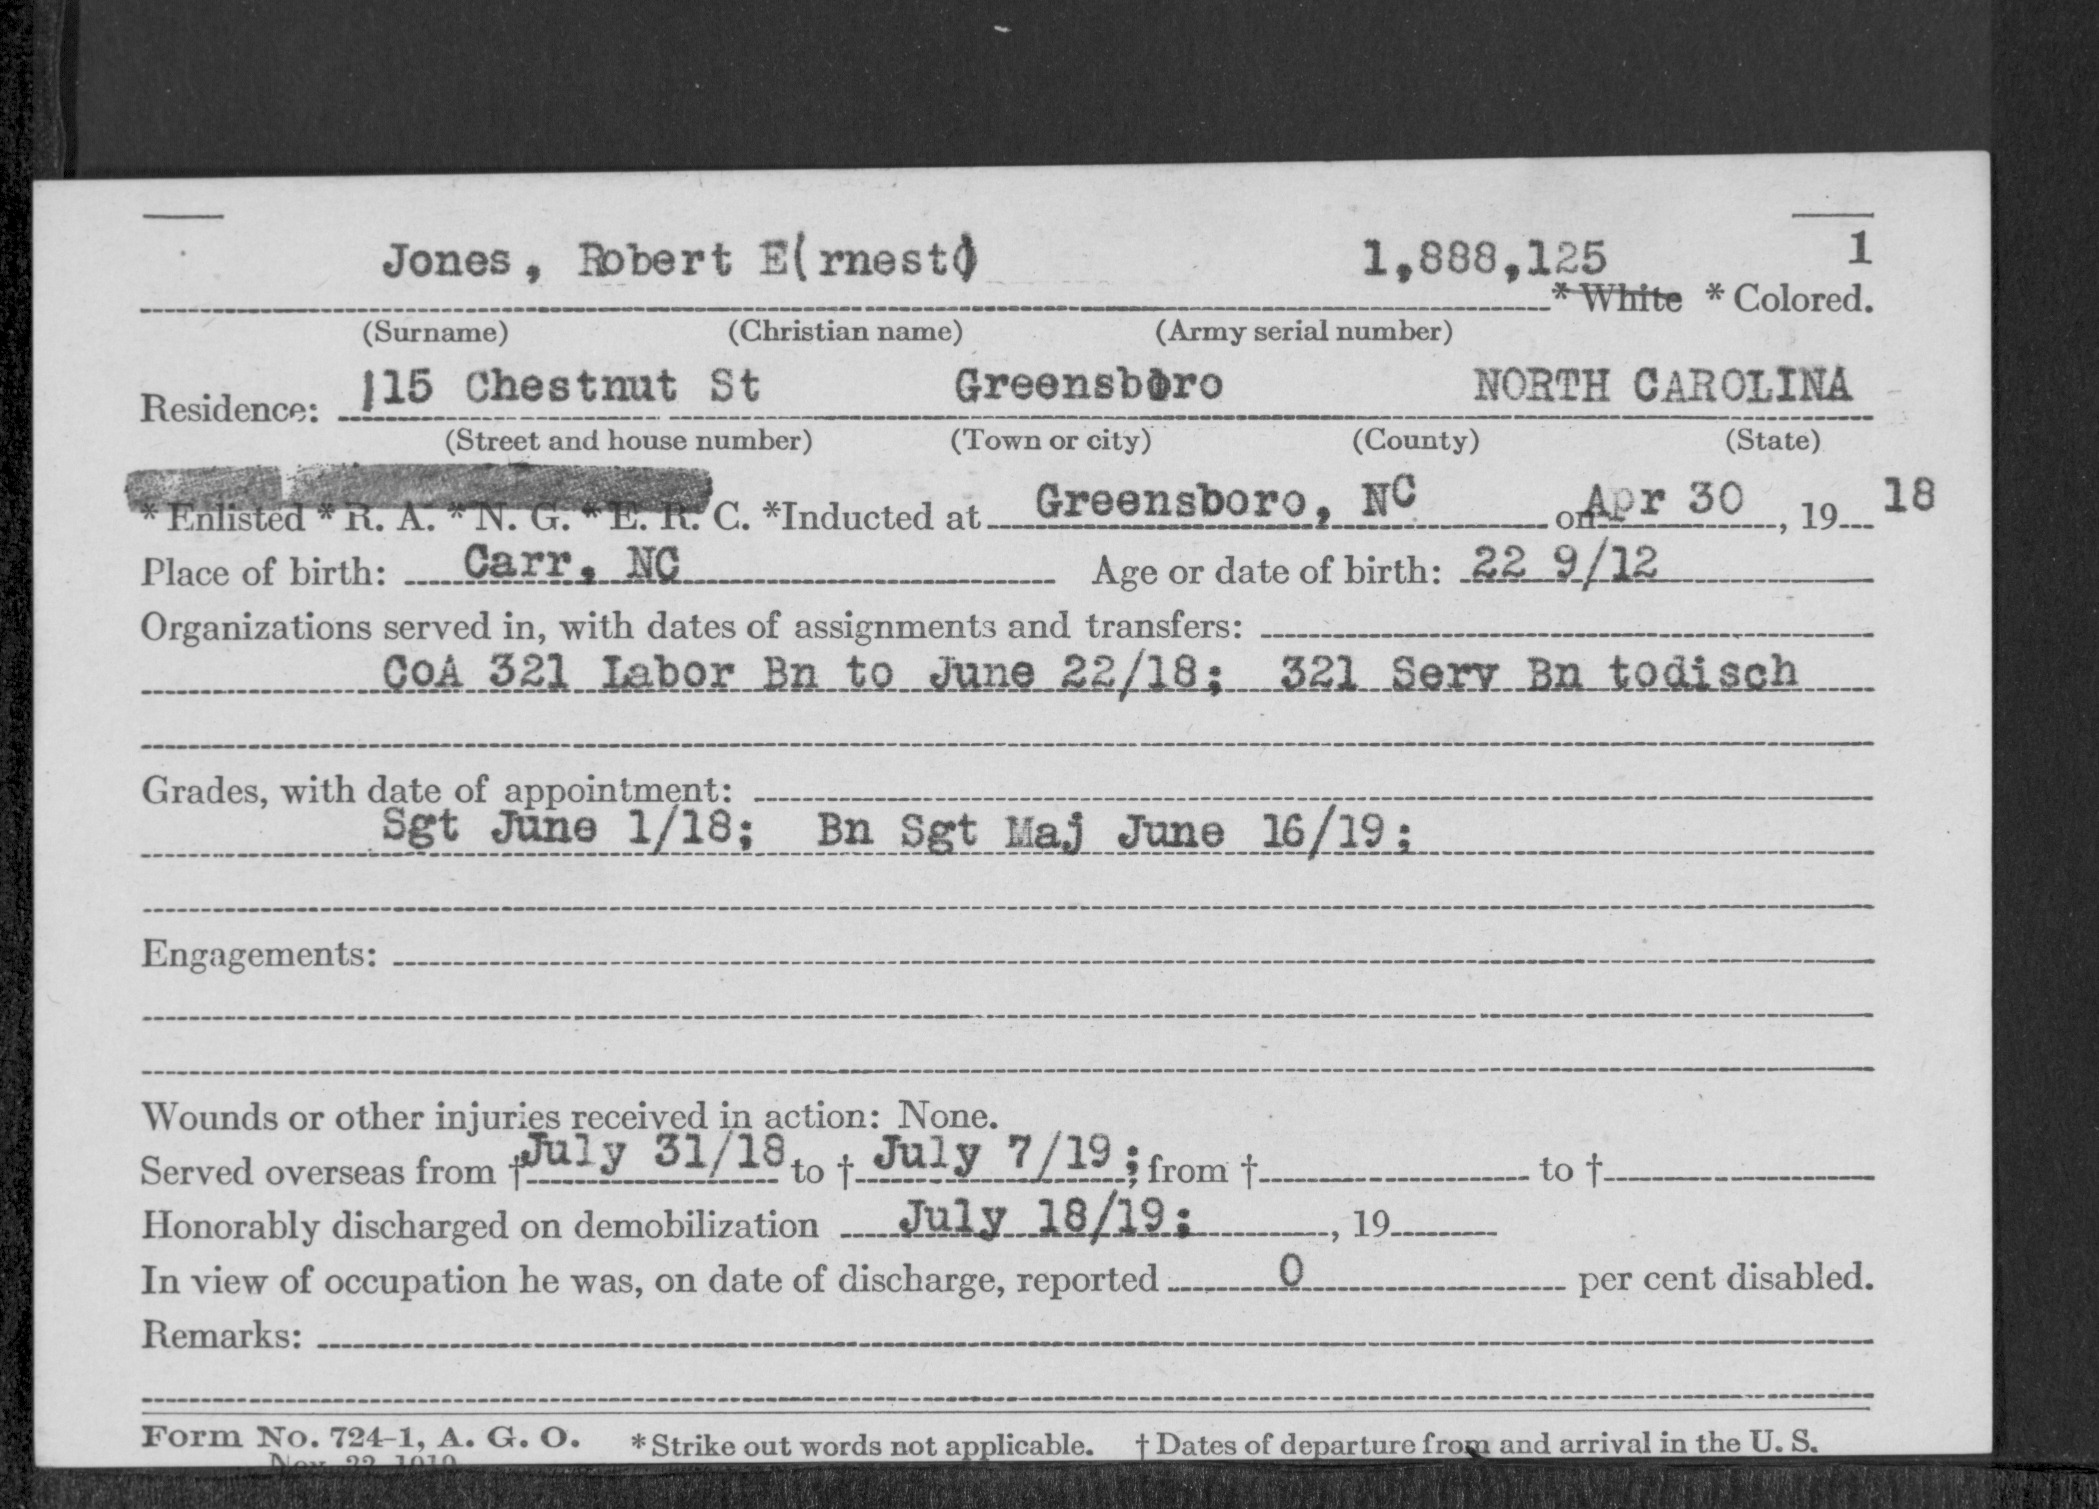 Jones, Robert E(rnest) 1,888,125 1
* White * Colored.
(Surname) (Christian name) (Army serial number)
Residence: 115 Chestnut St Greensboro NORTH CAROLINA
(Street and house number) (Town or city) (County) (State)
* Enlisted * R. A. * N. G. * E. R. C. *Inducted at Greensboro, NC on Apr 30, 19 18
Place of birth: Carr, NC Age or date of birth: 22 9/12
Organizations served in, with dates of assignments and transfers:
CoA 321 Labor Bn to June 22/18; 321 Serv Bn todisch
Grades, with date of appointment:
Sgt June 1/18; Bn Sgt Maj June 16/19;
Engagements:
Wounds or other injuries received in action: None.
Served overseas from † July 31/18 to † July 7/19; from † to †
Honorably discharged on demobilization July 18/19; , 19
In view of occupation he was, on date of discharge, reported 0 per cent disabled.
Remarks:
Form No. 724-1, A. G. O. * Strike out words not applicable. † Dates of departure from and arrival in the U. S.
Nov. 22, 1919